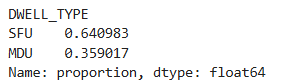 DWELL_TYPE
SFU    0.640983
MDU    0.359017
Name: proportion, dtype: float64